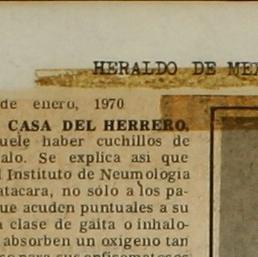 HERALDO DE MEX
de enero, 1970
CASA DEL HERRERO,
uele haber cuchillos de
alo. Se explica así que
l Instituto de Neumología
atacara, no sólo a los pa-
ue acuden puntuales a su
a clase de gaita o inhalo-
absorben un oxígeno tan